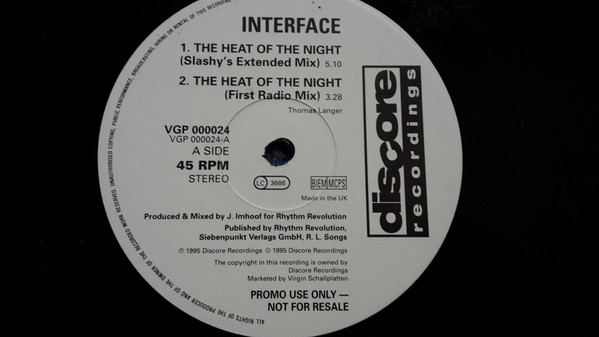 INTERFACE
1. THE HEAT OF THE NIGHT
(Slashy's Extended Mix) 5.10
2. THE HEAT OF THE NIGHT
(First Radio Mix) 3.28
Thomas Langer
VGP 000024
VGP 000024-A
A SIDE
45 RPM
STEREO
LC 3686
BIEM MCPS
Made in the UK
discore
recordings
Produced & Mixed by J. Imhoof for Rhythm Revolution
Published by Rhythm Revolution,
Siebenpunkt Verlags GmbH, R. L. Songs
℗ 1995 Discore Recordings © 1995 Discore Recordings
The copyright in this recording is owned by
Discore Recordings
Marketed by Virgin Schallplatten
PROMO USE ONLY —
NOT FOR RESALE
ALL RIGHTS OF THE PRODUCER AND OF THE OWNER OF THE RECORDED WORK RESERVED. UNAUTHORISED COPYING, PUBLIC PERFORMANCE, BROADCASTING, HIRING OR RENTAL OF THIS RECORDING